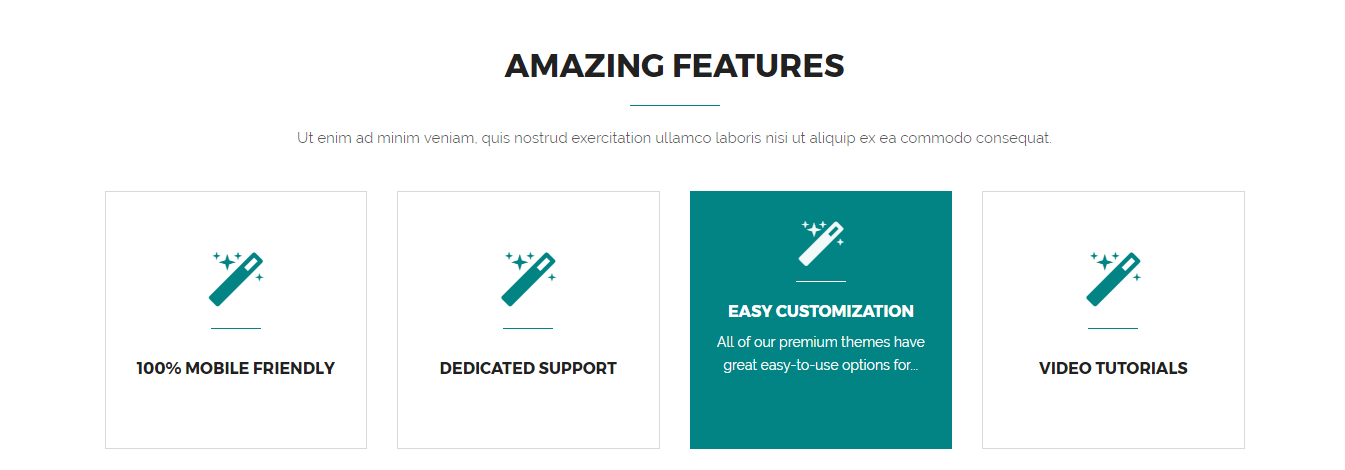 AMAZING FEATURES
Ut enim ad minim veniam, quis nostrud exercitation ullamco laboris nisi ut aliquip ex ea commodo consequat.
100% MOBILE FRIENDLY
DEDICATED SUPPORT
EASY CUSTOMIZATION
All of our premium themes have
great easy-to-use options for...
VIDEO TUTORIALS